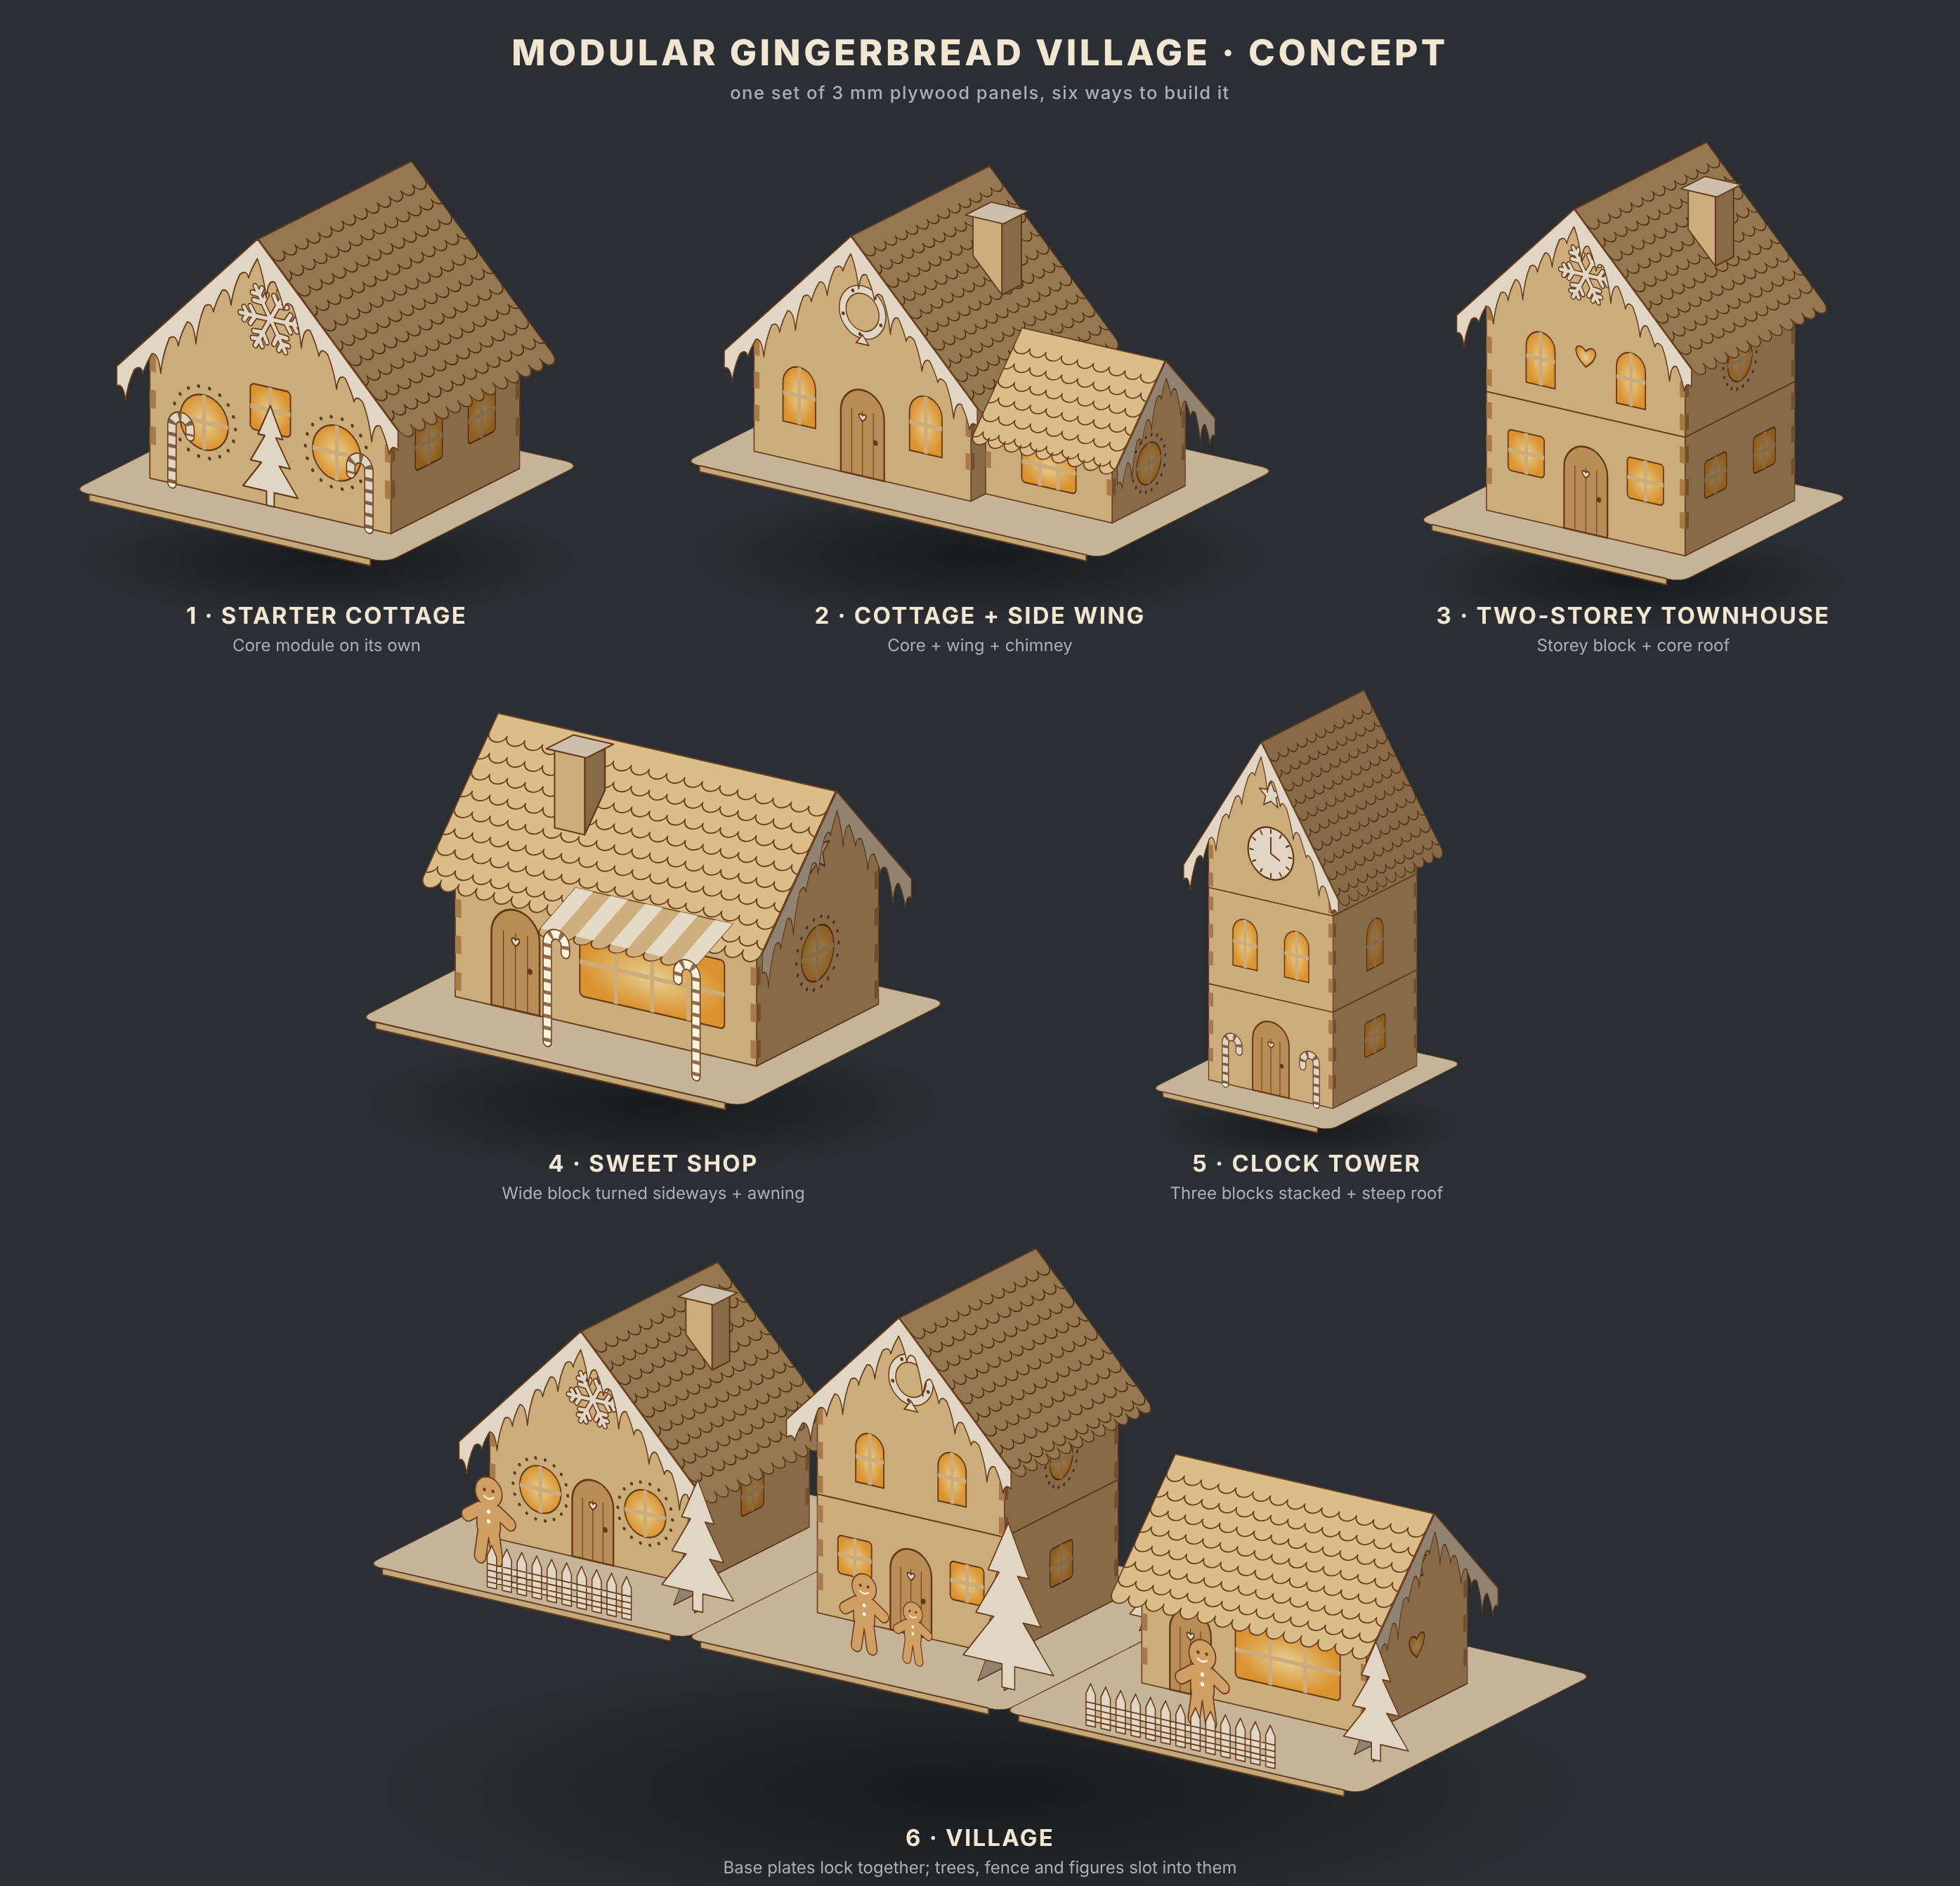 MODULAR GINGERBREAD VILLAGE · CONCEPT
one set of 3 mm plywood panels, six ways to build it
1 · STARTER COTTAGE
Core module on its own
2 · COTTAGE + SIDE WING
Core + wing + chimney
3 · TWO-STOREY TOWNHOUSE
Storey block + core roof
4 · SWEET SHOP
Wide block turned sideways + awning
5 · CLOCK TOWER
Three blocks stacked + steep roof
6 · VILLAGE
Base plates lock together; trees, fence and figures slot into them